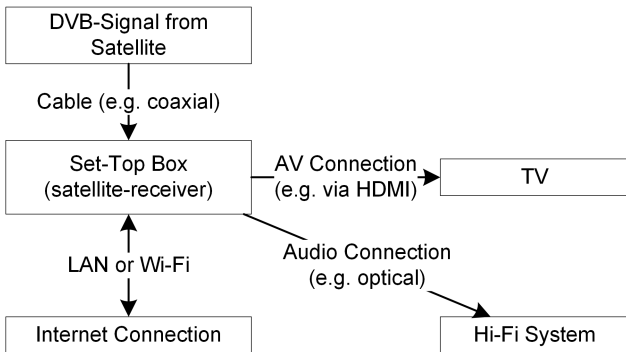 DVB-Signal from
Satellite
Cable (e.g. coaxial)
Set-Top Box
(satellite-receiver)
AV Connection
(e.g. via HDMI)
TV
LAN or Wi-Fi
Audio Connection
(e.g. optical)
Internet Connection
Hi-Fi System